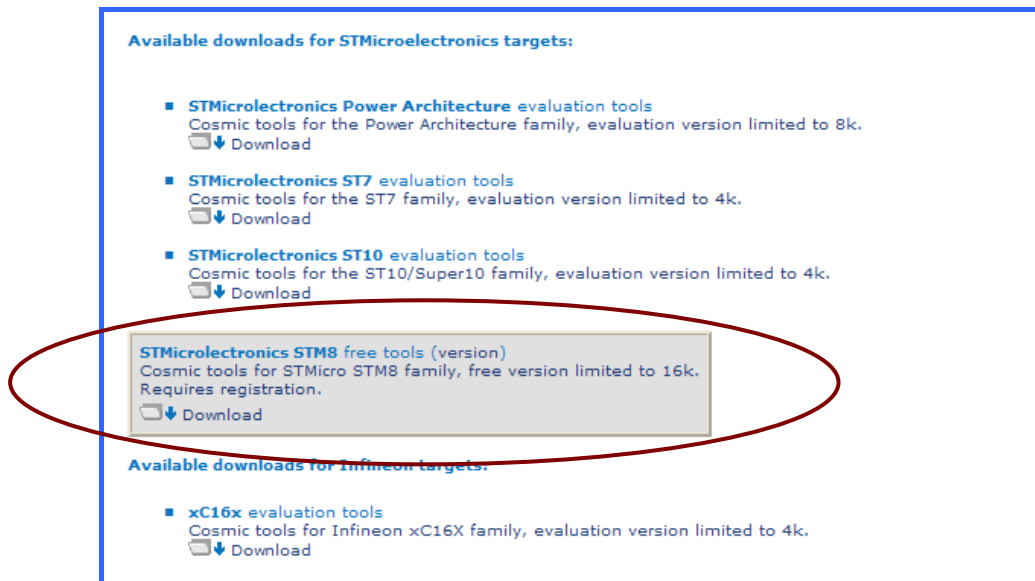 Available downloads for STMicroelectronics targets:
STMicrolectronics Power Architecture evaluation tools
Cosmic tools for the Power Architecture family, evaluation version limited to 8k.
Download
STMicrolectronics ST7 evaluation tools
Cosmic tools for the ST7 family, evaluation version limited to 4k.
Download
STMicrolectronics ST10 evaluation tools
Cosmic tools for the ST10/Super10 family, evaluation version limited to 4k.
Download
STMicrolectronics STM8 free tools (version)
Cosmic tools for STMicro STM8 family, free version limited to 16k.
Requires registration.
Download
Available downloads for Infineon targets:
xC16x evaluation tools
Cosmic tools for Infineon xC16X family, evaluation version limited to 4k.
Download